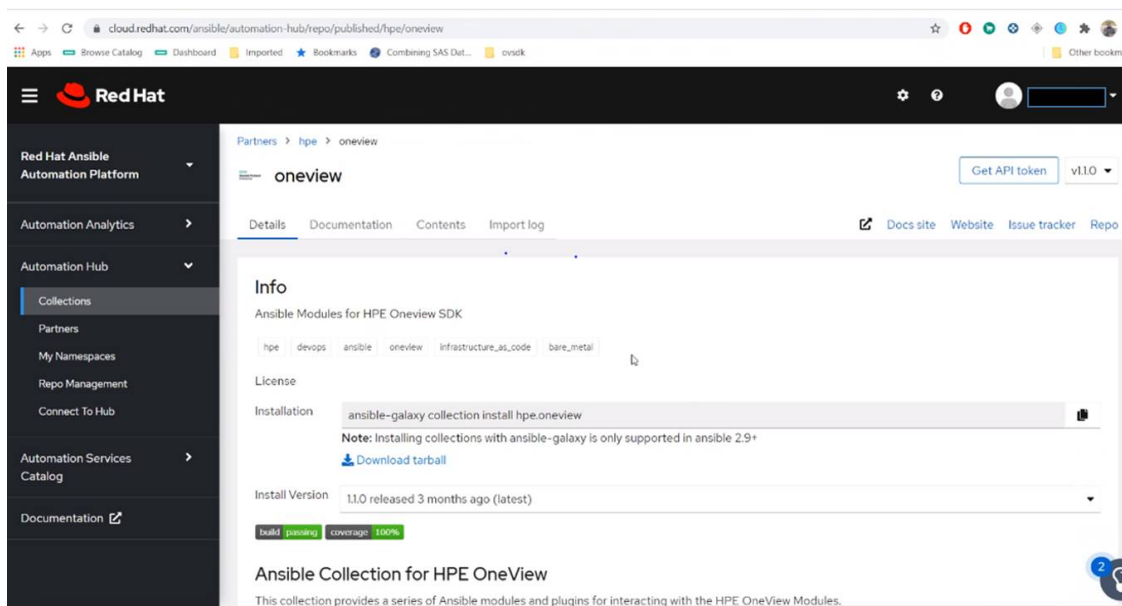 cloud.redhat.com/ansible/automation-hub/repo/published/hpe/oneview
Apps Browse Catalog Dashboard Imported Bookmarks Combining SAS Dat... ovsdk Other bookm
Red Hat
Red Hat Ansible
Automation Platform
Automation Analytics
Automation Hub
Collections
Partners
My Namespaces
Repo Management
Connect To Hub
Automation Services
Catalog
Documentation
Partners > hpe > oneview
oneview
Get API token v1.1.0
Details Documentation Contents Import log Docs site Website Issue tracker Repo
Info
Ansible Modules for HPE Oneview SDK
hpe devops ansible oneview infrastructure_as_code bare_metal
License
Installation ansible-galaxy collection install hpe.oneview
Note: Installing collections with ansible-galaxy is only supported in ansible 2.9+
Download tarball
Install Version 1.1.0 released 3 months ago (latest)
build passing coverage 100%
2
Ansible Collection for HPE OneView
This collection provides a series of Ansible modules and plugins for interacting with the HPE OneView Modules.